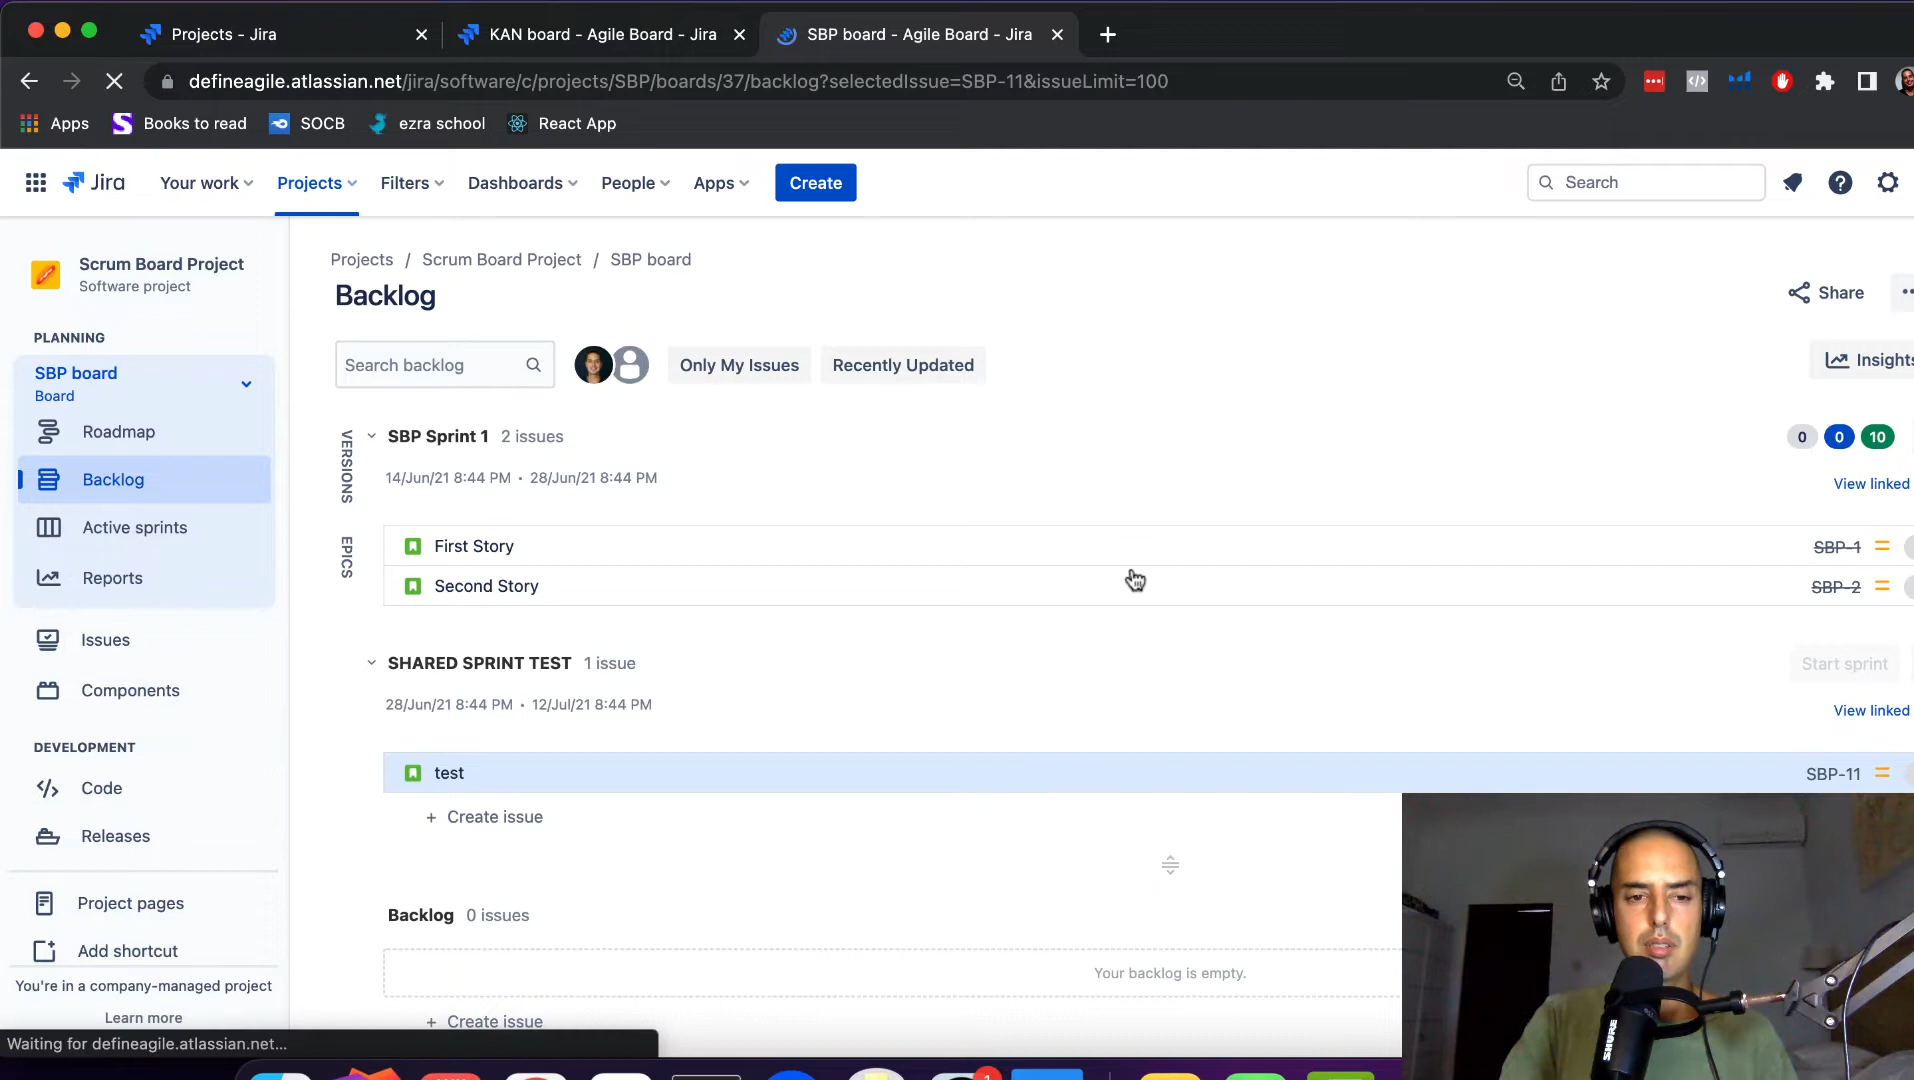 Projects - Jira
KAN board - Agile Board - Jira
SBP board - Agile Board - Jira
defineagile.atlassian.net/jira/software/c/projects/SBP/boards/37/backlog?selectedIssue=SBP-11&issueLimit=100
Apps
Books to read
SOCB
ezra school
React App
Jira
Your work
Projects
Filters
Dashboards
People
Apps
Create
Search
Scrum Board Project
Software project
PLANNING
SBP board
Board
Roadmap
Backlog
Active sprints
Reports
Issues
Components
DEVELOPMENT
Code
Releases
Project pages
Add shortcut
You're in a company-managed project
Learn more
Waiting for defineagile.atlassian.net...
Projects / Scrum Board Project / SBP board
Backlog
Share
Search backlog
Only My Issues
Recently Updated
Insights
VERSIONS
EPICS
SBP Sprint 1 2 issues
0 0 10
14/Jun/21 8:44 PM • 28/Jun/21 8:44 PM
View linked
First Story
SBP-1
Second Story
SBP-2
SHARED SPRINT TEST 1 issue
Start sprint
28/Jun/21 8:44 PM • 12/Jul/21 8:44 PM
View linked
test
SBP-11
+ Create issue
Backlog 0 issues
Your backlog is empty.
+ Create issue
SHURE
1